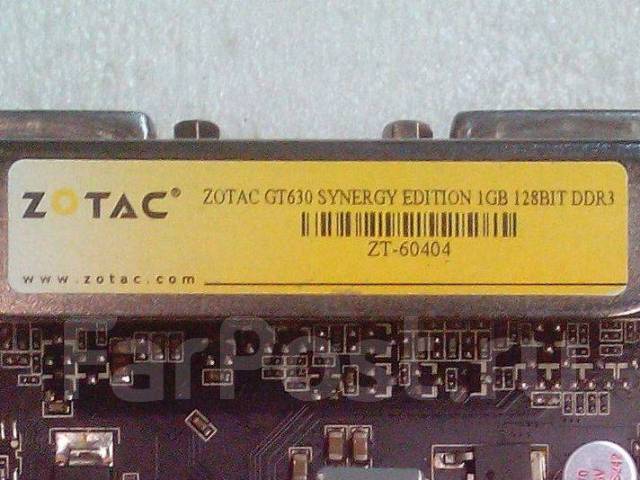 ZOTAC®
ZOTAC GT630 SYNERGY EDITION 1GB 128BIT DDR3
ZT-60404
www.zotac.com
FarPost.ru